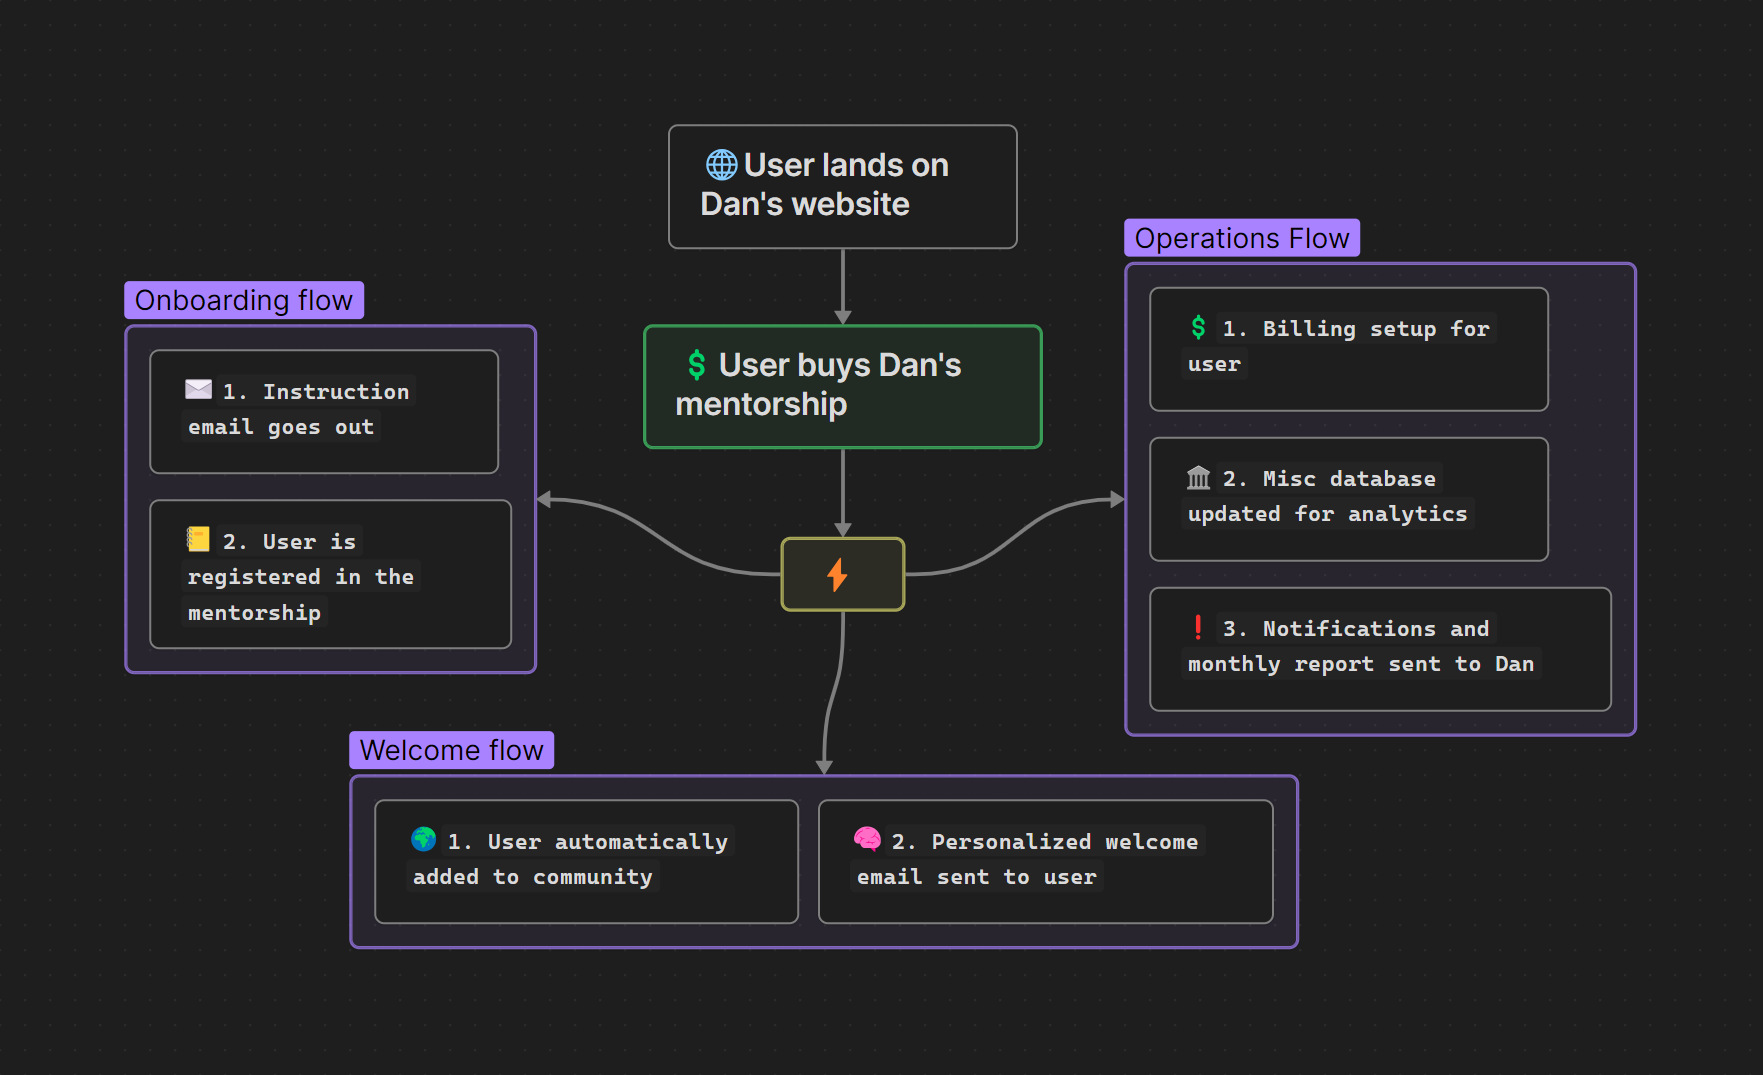 User lands on
Dan's website
Operations Flow
1. Billing setup for
user
2. Misc database
updated for analytics
3. Notifications and
monthly report sent to Dan
Onboarding flow
1. Instruction
email goes out
2. User is
registered in the
mentorship
User buys Dan's
mentorship
Welcome flow
1. User automatically
added to community
2. Personalized welcome
email sent to user